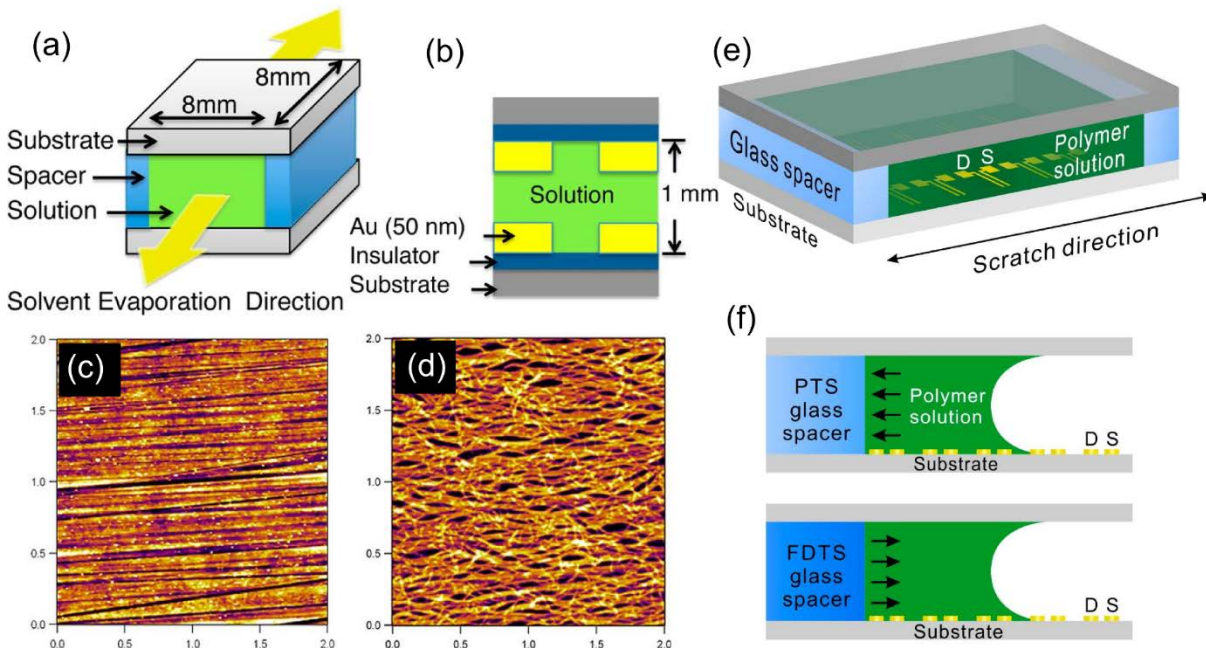 (a)
8mm
8mm
Substrate
Spacer
Solution
Solvent Evaporation Direction
(b)
Solution
1 mm
Au (50 nm)
Insulator
Substrate
(e)
Glass spacer
D S
Polymer
solution
Substrate
Scratch direction
(c)
2.0
1.5
1.0
0.5
0.0
0.0 0.5 1.0 1.5 2.0
(d)
2.0
1.5
1.0
0.5
0.0
0.0 0.5 1.0 1.5 2.0
(f)
PTS
glass
spacer
Polymer
solution
D S
Substrate
FDTS
glass
spacer
D S
Substrate